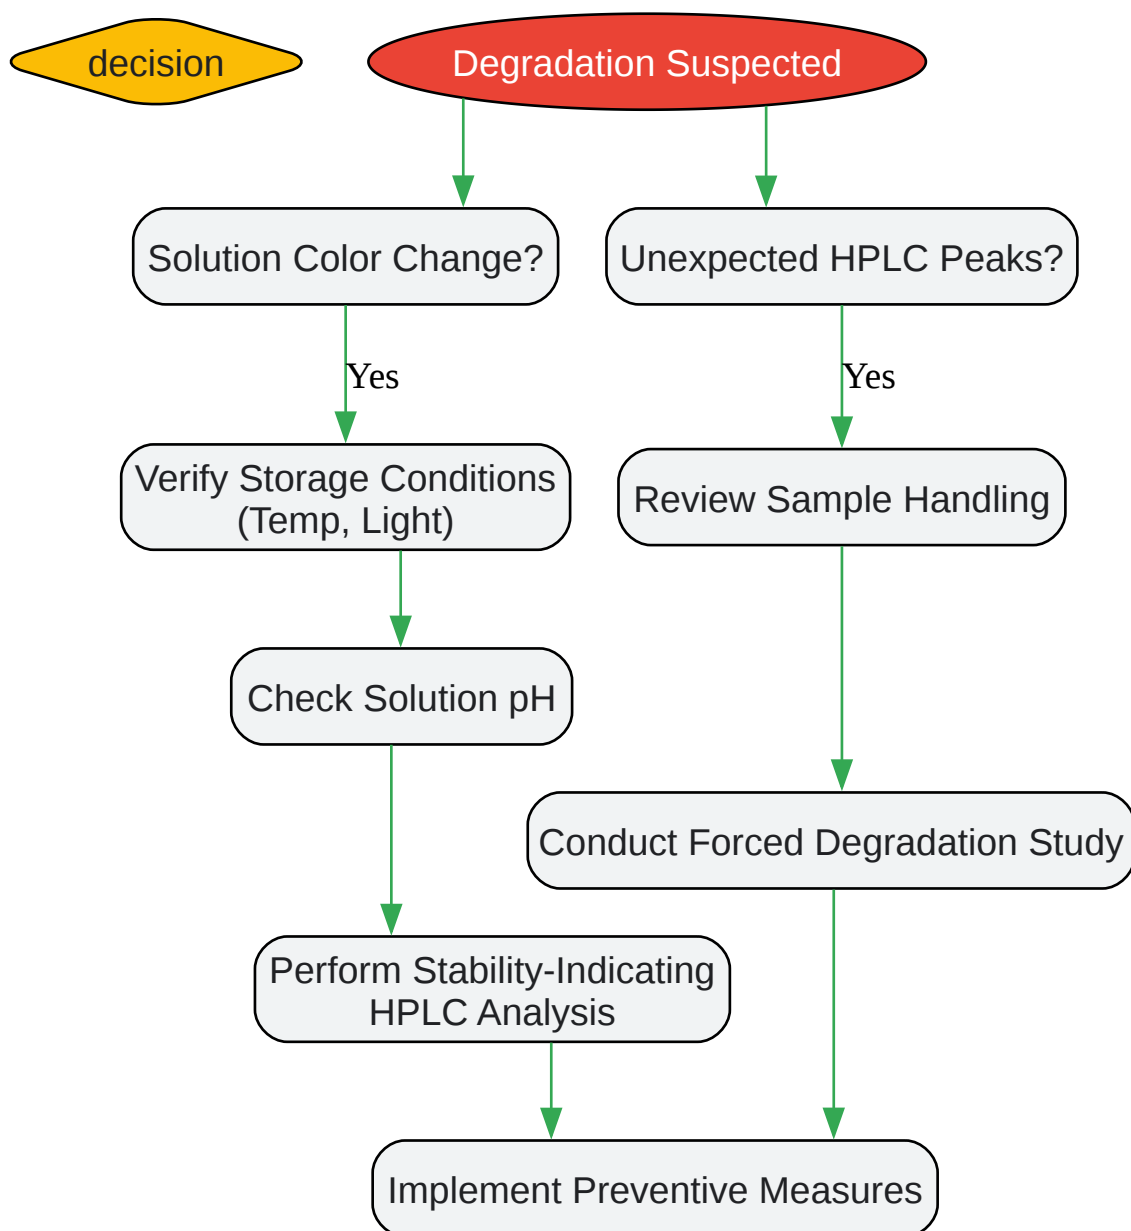 decision
Degradation Suspected
Solution Color Change?
Unexpected HPLC Peaks?
Yes
Yes
Verify Storage Conditions
(Temp, Light)
Review Sample Handling
Check Solution pH
Conduct Forced Degradation Study
Perform Stability-Indicating
HPLC Analysis
Implement Preventive Measures